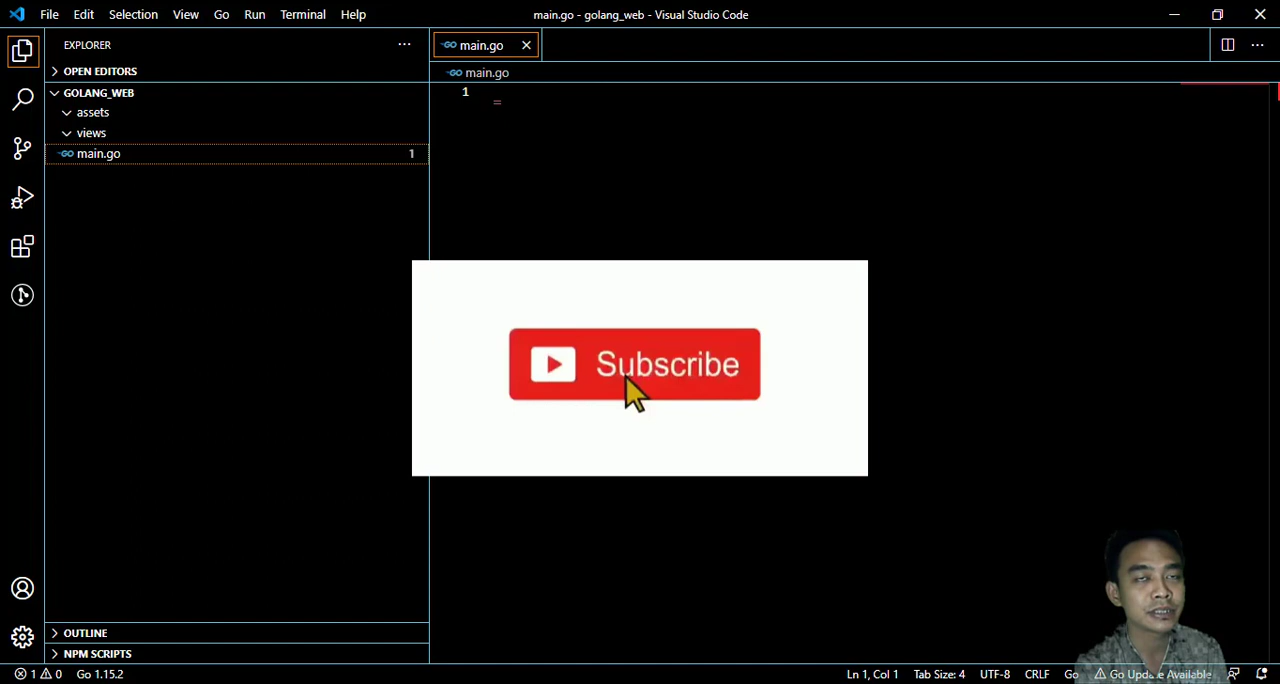 File Edit Selection View Go Run Terminal Help
main.go - golang_web - Visual Studio Code
EXPLORER
OPEN EDITORS
GOLANG_WEB
assets
views
main.go 1
main.go
main.go
1
Subscribe
OUTLINE
NPM SCRIPTS
1 0 Go 1.15.2
Ln 1, Col 1 Tab Size: 4 UTF-8 CRLF Go Go Update Available